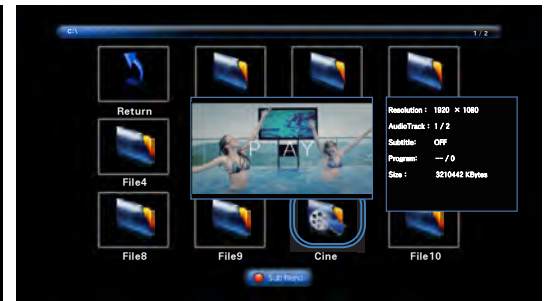 C:\
1 / 2
Return
P AY
Resolution : 1920 × 1080
AudioTrack : 1 / 2
Subtitle: OFF
Program: --- / 0
Size : 3210442 KBytes
File4
File8
File9
Cine
File10
Sub Menu